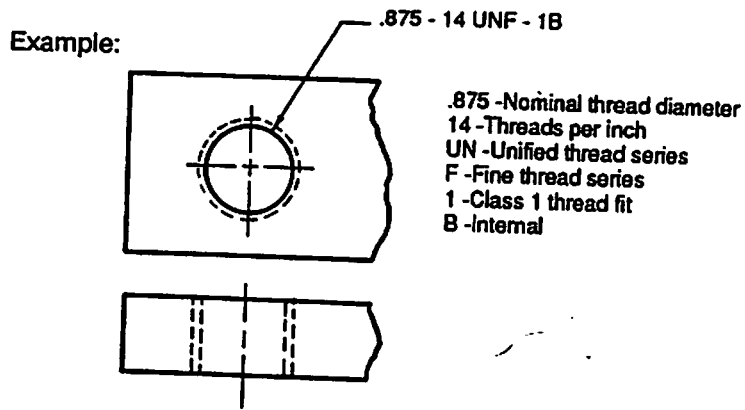 .875 - 14 UNF - 1B
Example:
.875 -Nominal thread diameter
14 -Threads per inch
UN -Unified thread series
F -Fine thread series
1 -Class 1 thread fit
B -Internal